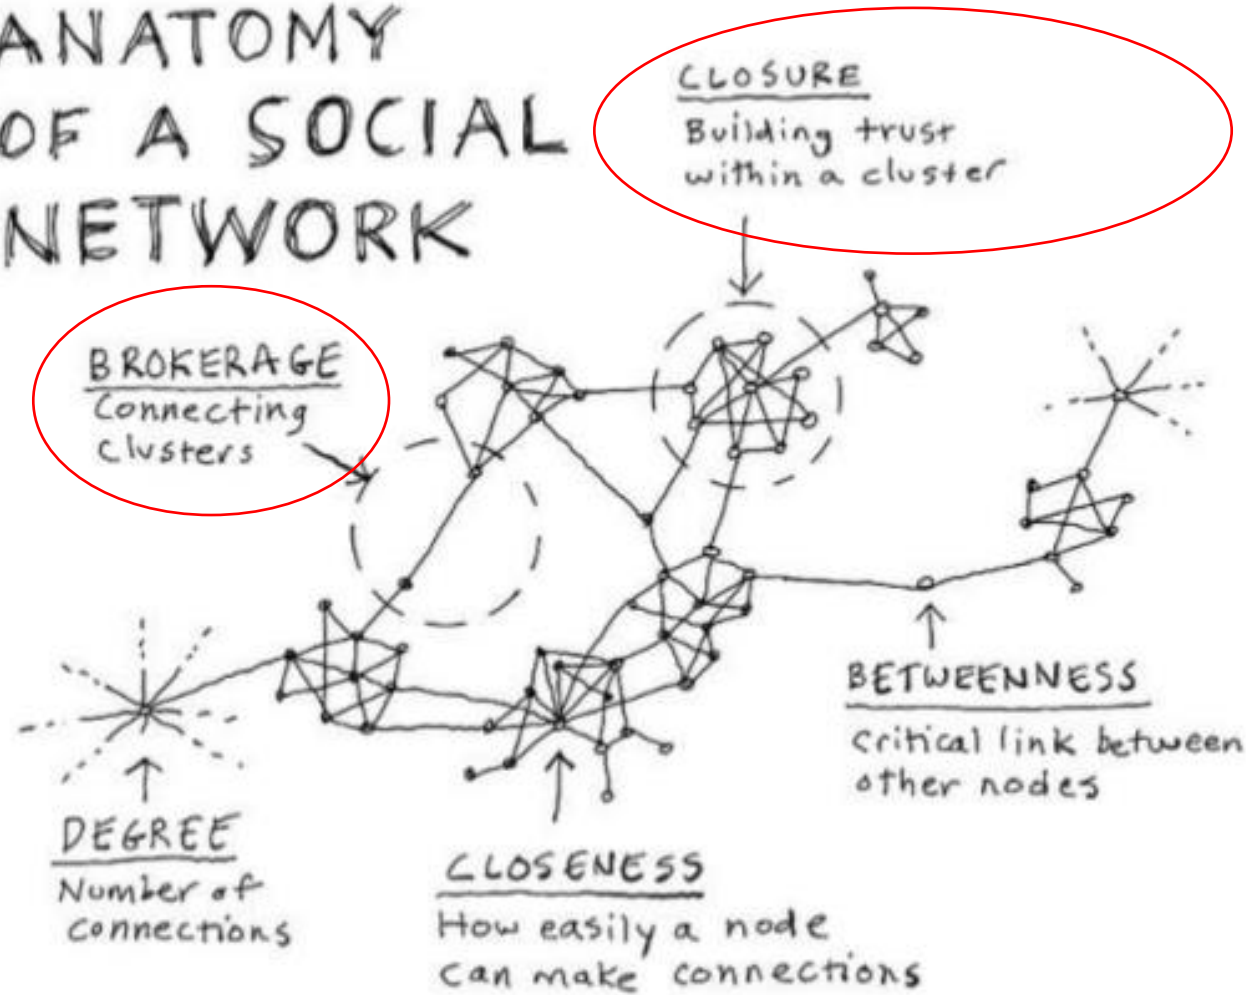 ANATOMY
OF A SOCIAL
NETWORK
CLOSURE
Building trust
within a cluster
BROKERAGE
Connecting
Clusters
BETWEENNESS
Critical link between
other nodes
DEGREE
Number of
connections
CLOSENESS
How easily a node
can make connections